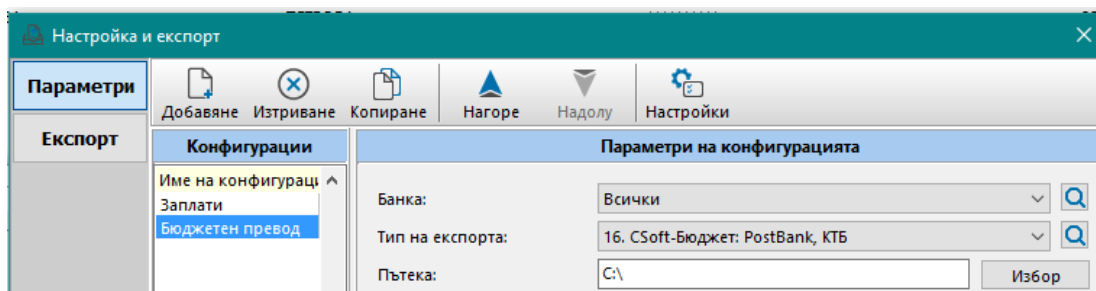 Настройка и експорт
Параметри
Експорт
Добавяне Изтриване Копиране Нагоре Надолу Настройки
Конфигурации
Име на конфигураци
Заплати
Бюджетен превод
Параметри на конфигурацията
Банка: Всички
Тип на експорта: 16. CSoft-Бюджет: PostBank, КТБ
Пътека: C:\ Избор